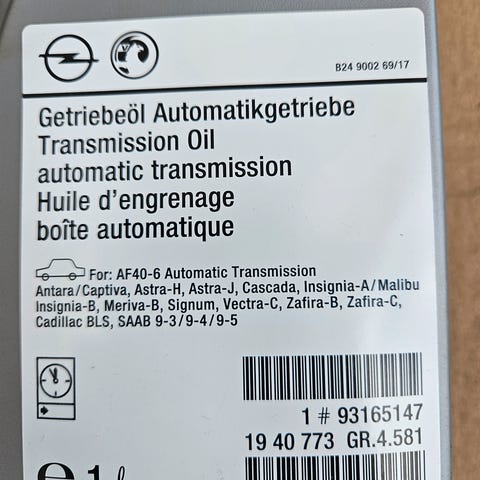 B24 9002 69/17
Getriebeöl Automatikgetriebe
Transmission Oil
automatic transmission
Huile d'engrenage
boîte automatique
For: AF40-6 Automatic Transmission
Antara/Captiva, Astra-H, Astra-J, Cascada, Insignia-A/Malibu
Insignia-B, Meriva-B, Signum, Vectra-C, Zafira-B, Zafira-C,
Cadillac BLS, SAAB 9-3/9-4/9-5
1 # 93165147
19 40 773 GR.4.581
℮ 1 ℓ